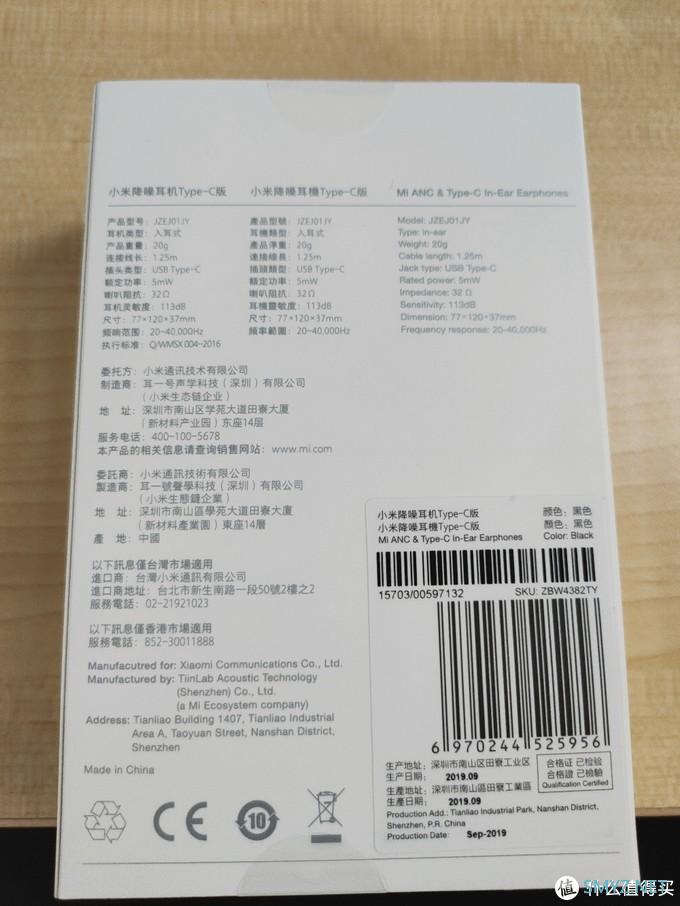 小米降噪耳机Type-C版
产品型号：JZEJ01JY
耳机类型：入耳式
产品重量：20g
连接线长：1.25m
插头类型：USB Type-C
额定功率：5mW
喇叭阻抗：32Ω
耳机灵敏度：113dB
尺寸：77×120×37mm
频响范围：20~40,000Hz
执行标准：Q/WMSX 004-2016
小米降噪耳機Type-C版
產品型號：JZEJ01JY
耳機類型：入耳式
產品淨重：20g
連接線長：1.25m
插頭類型：USB Type-C
額定功率：5mW
喇叭阻抗：32Ω
耳機靈敏度：113dB
尺寸：77×120×37mm
頻率範圍：20~40,000Hz
Mi ANC & Type-C In-Ear Earphones
Model: JZEJ01JY
Type: In-ear
Weight: 20g
Cable length: 1.25m
Jack type: USB Type-C
Rated power: 5mW
Impedance: 32 Ω
Sensitivity: 113dB
Dimension: 77×120×37mm
Frequency response: 20-40,000Hz
委托方：小米通讯技术有限公司
制造商：耳一号声学科技（深圳）有限公司
（小米生态链企业）
地 址：深圳市南山区学苑大道田寮大厦
（新材料产业园）东座14层
服务电话：400-100-5678
本产品的相关信息请查询销售网站：www.mi.com
委託商：小米通訊技術有限公司
製造商：耳一號聲學科技（深圳）有限公司
（小米生態鏈企業）
地 址：深圳市南山區學苑大道田寮大廈
（新材料產業園）東座14層
產 地：中國
以下訊息僅台灣市場適用
進口商：台灣小米通訊有限公司
進口商地址：台北市新生南路一段50號2樓之2
服務電話：02-21921023
以下訊息僅香港市場適用
服務電話：852-30011888
Manufacutred for: Xiaomi Communications Co., Ltd.
Manufactured by: TiinLab Acoustic Technology
(Shenzhen) Co., Ltd.
(a Mi Ecosystem company)
Address: Tianliao Building 1407, Tianliao Industrial
Area A, Taoyuan Street, Nanshan District,
Shenzhen
Made in China
CE
10
小米降噪耳机Type-C版 颜色：黑色
小米降噪耳機Type-C版 顏色：黑色
Mi ANC & Type-C In-Ear Earphones Color: Black
15703/00597132 SKU: ZBW4382TY
6 970244 525956
生产地址：深圳市南山区田寮工业区
生产日期： 2019.09
生產地址：深圳市南山區田寮工業區
生產日期： 2019.09
合格证 已检验
合格證 已檢驗
Qualification Certified
Production Add.: Tianliao Industrial Park, Nanshan District,
Shenzhen, P.R. China
Production Date: Sep-2019
值 什么值得买